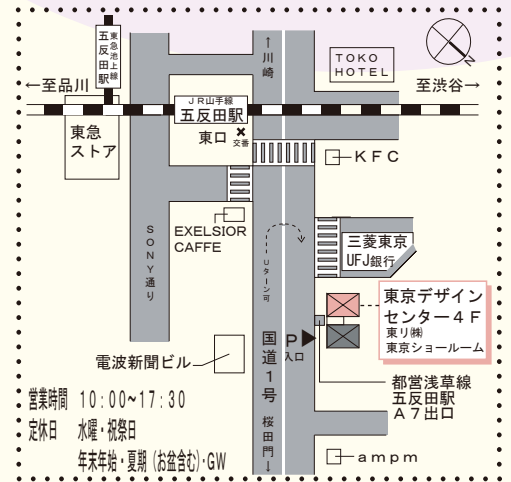 東急池上線
五反田駅
←至品川
↑川崎
TOKO
HOTEL
N
至渋谷→
JR山手線
五反田駅
東急
ストア
東口
交番
KFC
EXELSIOR
CAFFE
SONY通り
Uターン可
三菱東京
UFJ銀行
東京デザイン
センター4F
東リ㈱
東京ショールーム
国道1号
P
入口
電波新聞ビル
都営浅草線
五反田駅
A7出口
桜田門↓
ampm
営業時間 10:00~17:30
定休日 水曜・祝祭日
年末年始・夏期(お盆含む)・GW